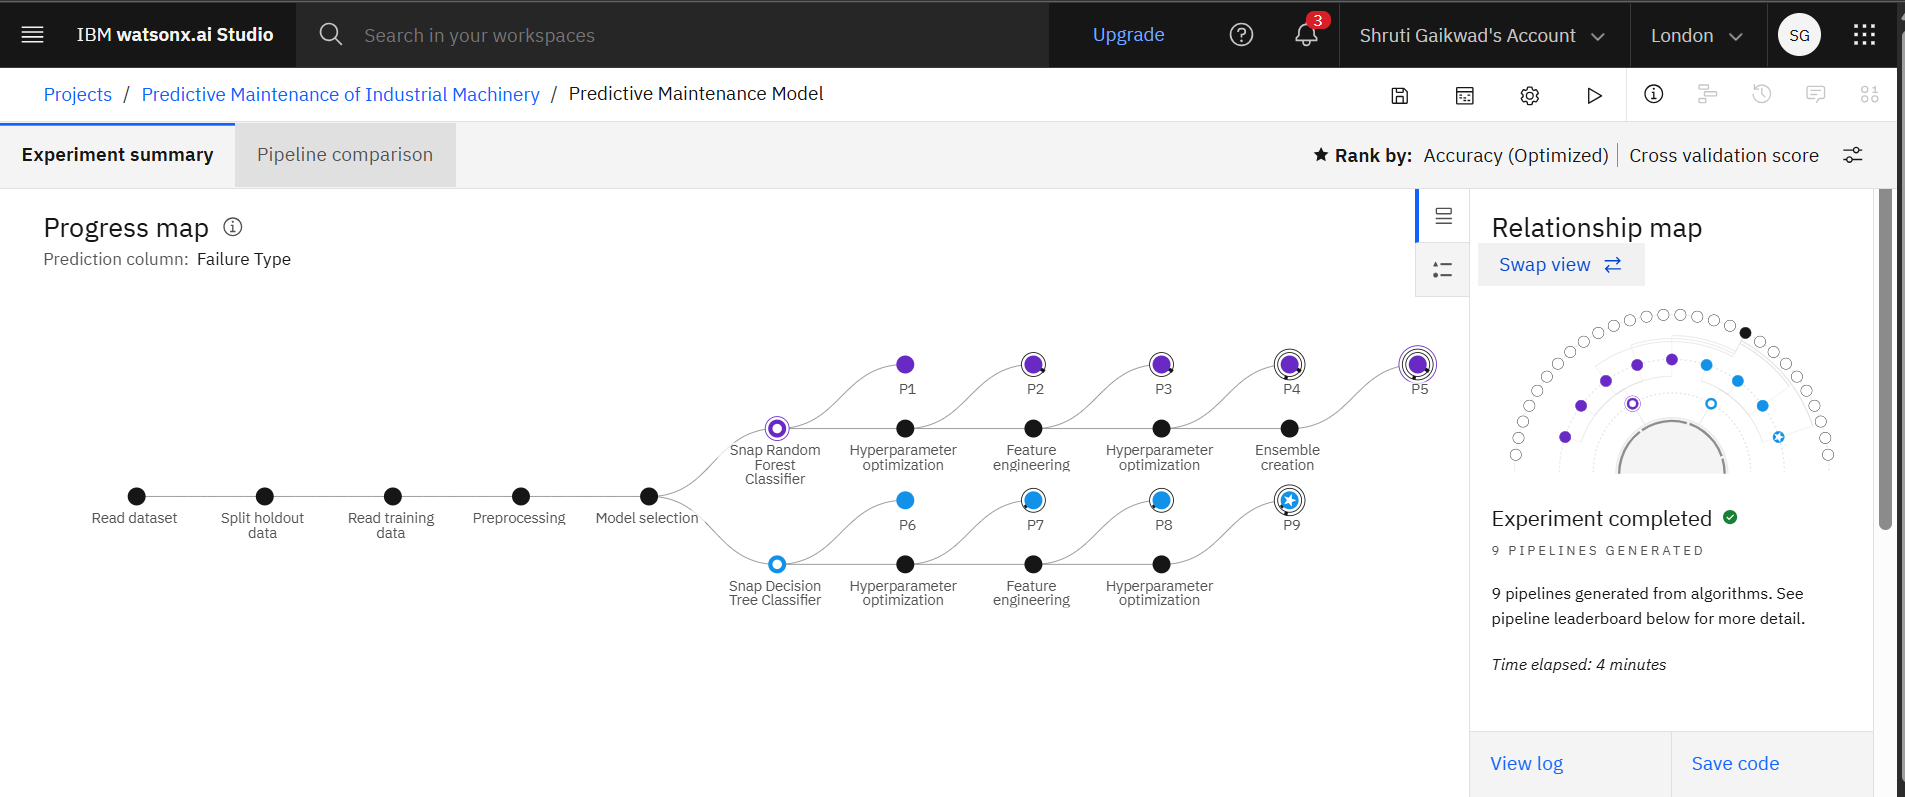 IBM watsonx.ai Studio
Search in your workspaces
Upgrade
3
Shruti Gaikwad's Account
London
SG
Projects / Predictive Maintenance of Industrial Machinery / Predictive Maintenance Model
Experiment summary
Pipeline comparison
Rank by: Accuracy (Optimized) | Cross validation score
Progress map
Prediction column: Failure Type
P1
P2
P3
P4
P5
Snap Random
Forest
Classifier
Hyperparameter
optimization
Feature
engineering
Hyperparameter
optimization
Ensemble
creation
Read dataset
Split holdout
data
Read training
data
Preprocessing
Model selection
P6
P7
P8
P9
Snap Decision
Tree Classifier
Hyperparameter
optimization
Feature
engineering
Hyperparameter
optimization
Relationship map
Swap view
Experiment completed
9 PIPELINES GENERATED
9 pipelines generated from algorithms. See
pipeline leaderboard below for more detail.
Time elapsed: 4 minutes
View log
Save code